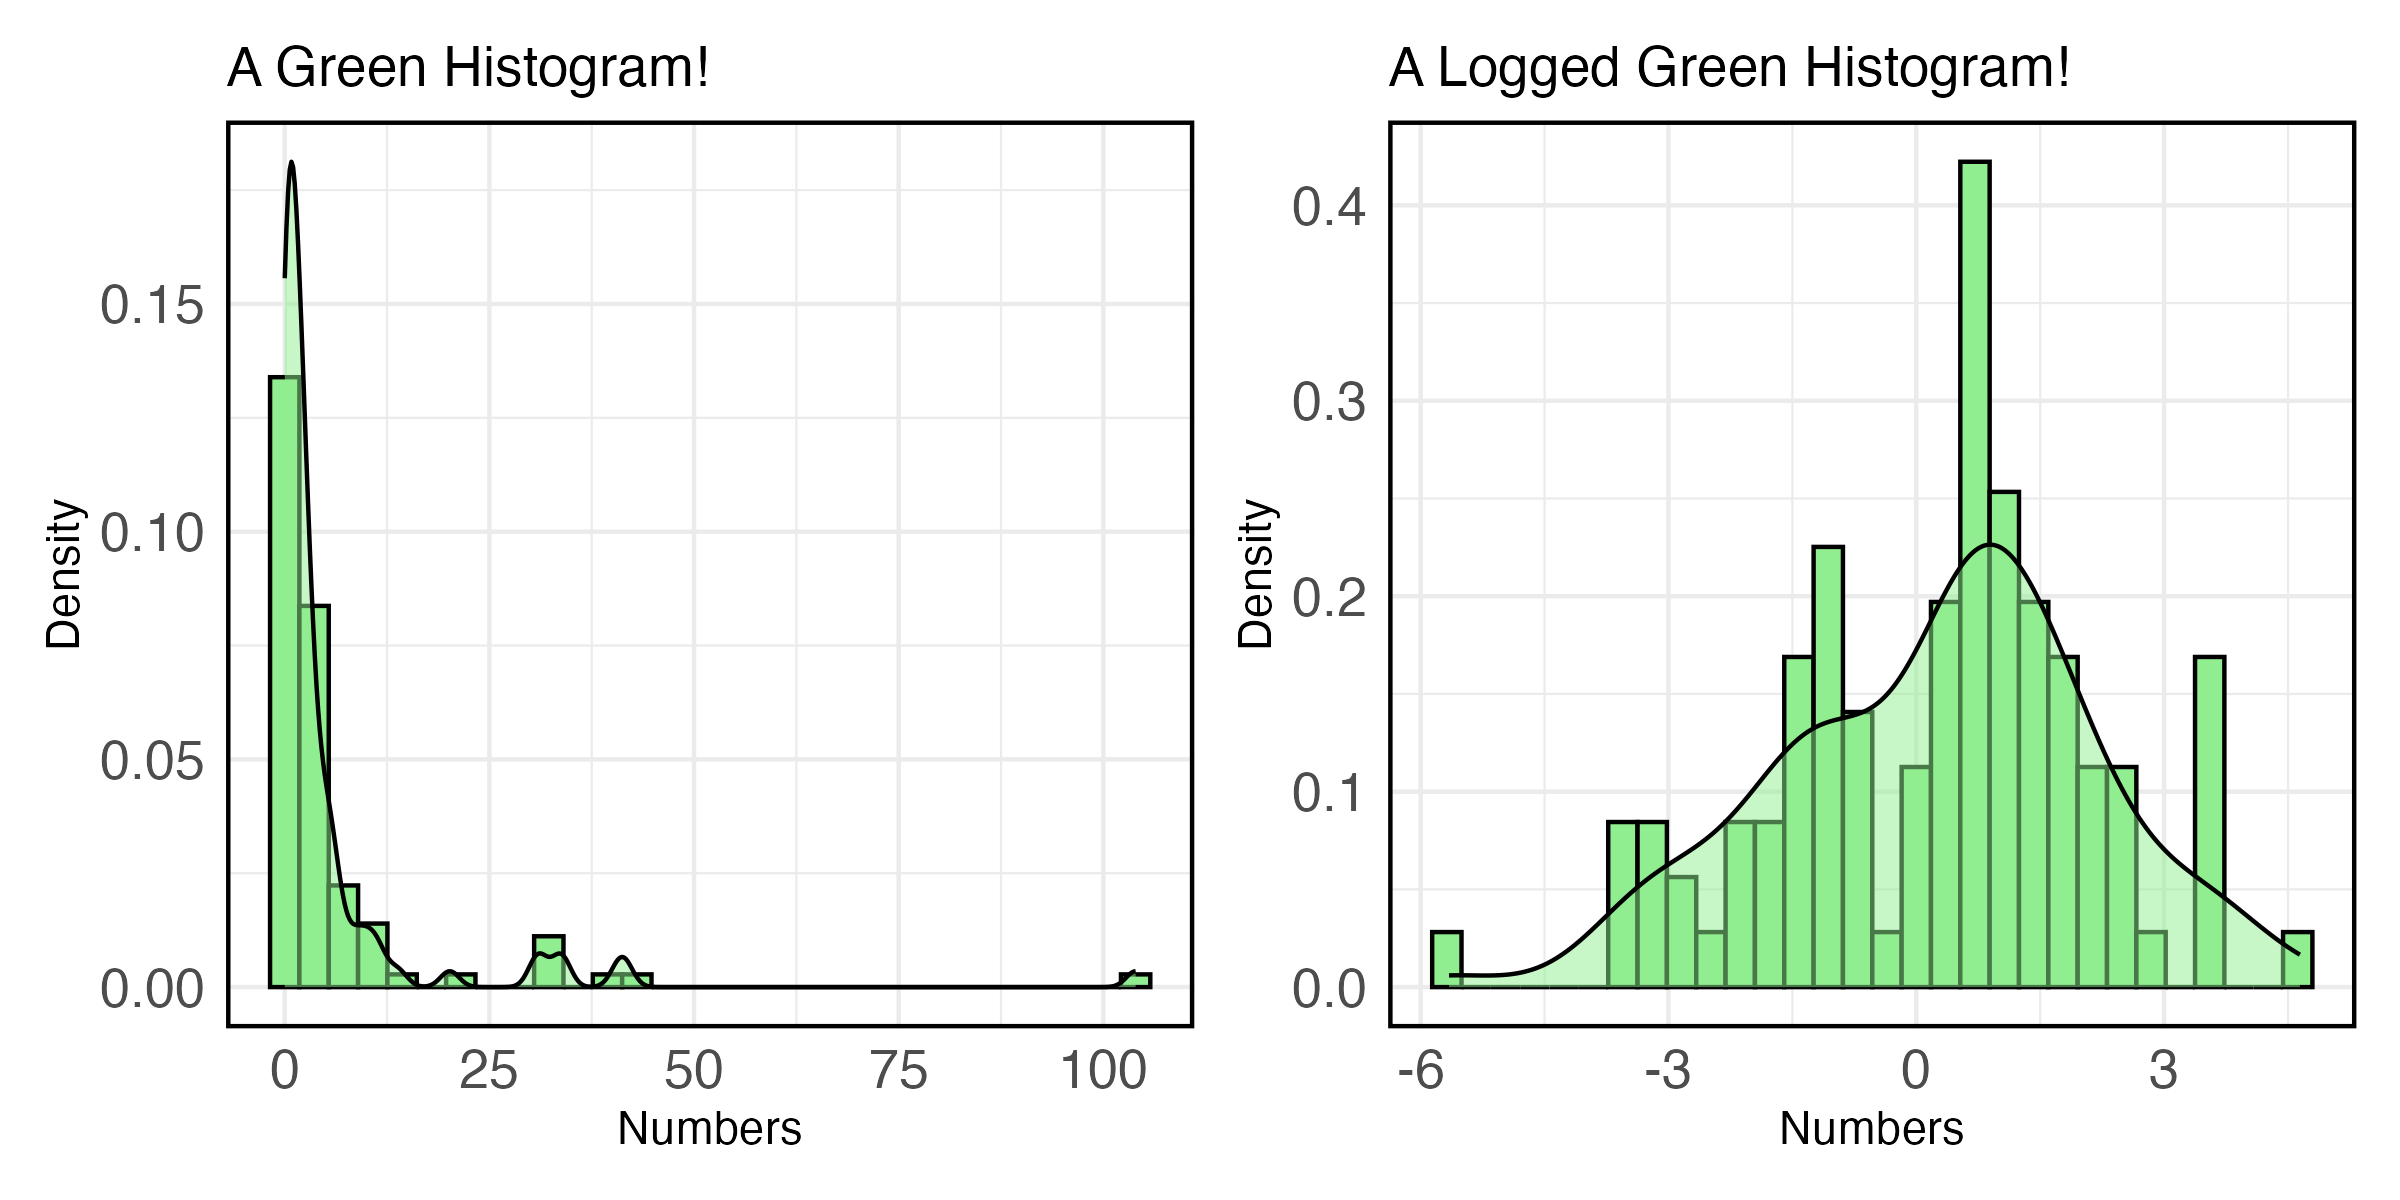 A Green Histogram!
Density
0.15
0.10
0.05
0.00
0 25 50 75 100
Numbers
A Logged Green Histogram!
Density
0.4
0.3
0.2
0.1
0.0
-6 -3 0 3
Numbers